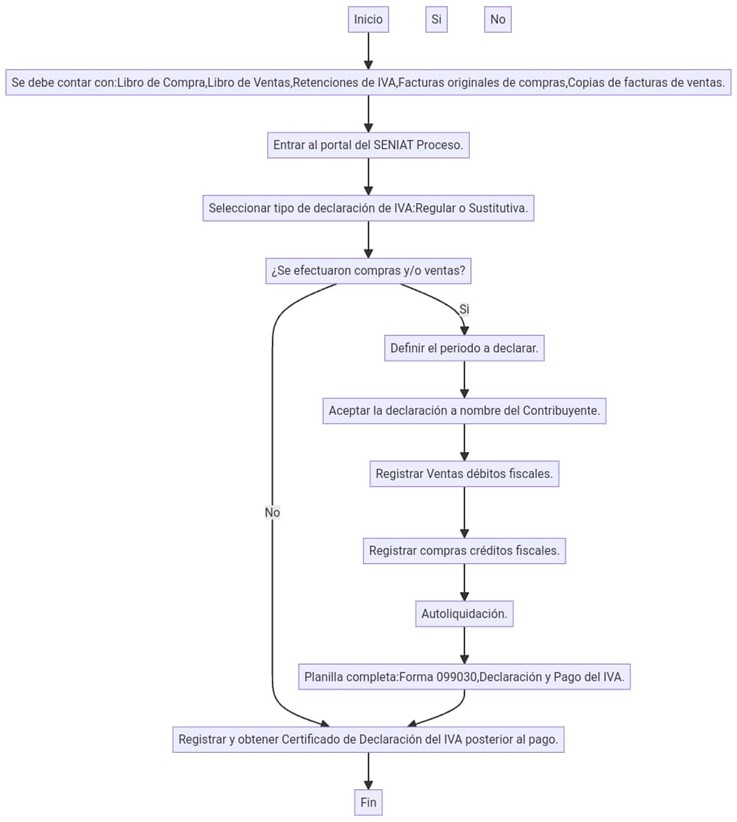 Inicio
Si
No
Se debe contar con:Libro de Compra,Libro de Ventas,Retenciones de IVA,Facturas originales de compras,Copias de facturas de ventas.
Entrar al portal del SENIAT Proceso.
Seleccionar tipo de declaración de IVA:Regular o Sustitutiva.
¿Se efectuaron compras y/o ventas?
Si
Definir el periodo a declarar.
Aceptar la declaración a nombre del Contribuyente.
Registrar Ventas débitos fiscales.
No
Registrar compras créditos fiscales.
Autoliquidación.
Planilla completa:Forma 099030,Declaración y Pago del IVA.
Registrar y obtener Certificado de Declaración del IVA posterior al pago.
Fin